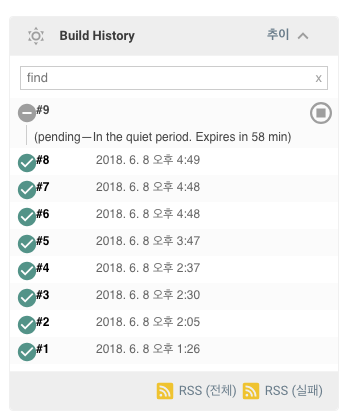 Build History 추이
find x
#9
(pending—In the quiet period. Expires in 58 min)
#8 2018. 6. 8 오후 4:49
#7 2018. 6. 8 오후 4:48
#6 2018. 6. 8 오후 4:48
#5 2018. 6. 8 오후 3:47
#4 2018. 6. 8 오후 2:37
#3 2018. 6. 8 오후 2:30
#2 2018. 6. 8 오후 2:05
#1 2018. 6. 8 오후 1:26
RSS (전체) RSS (실패)